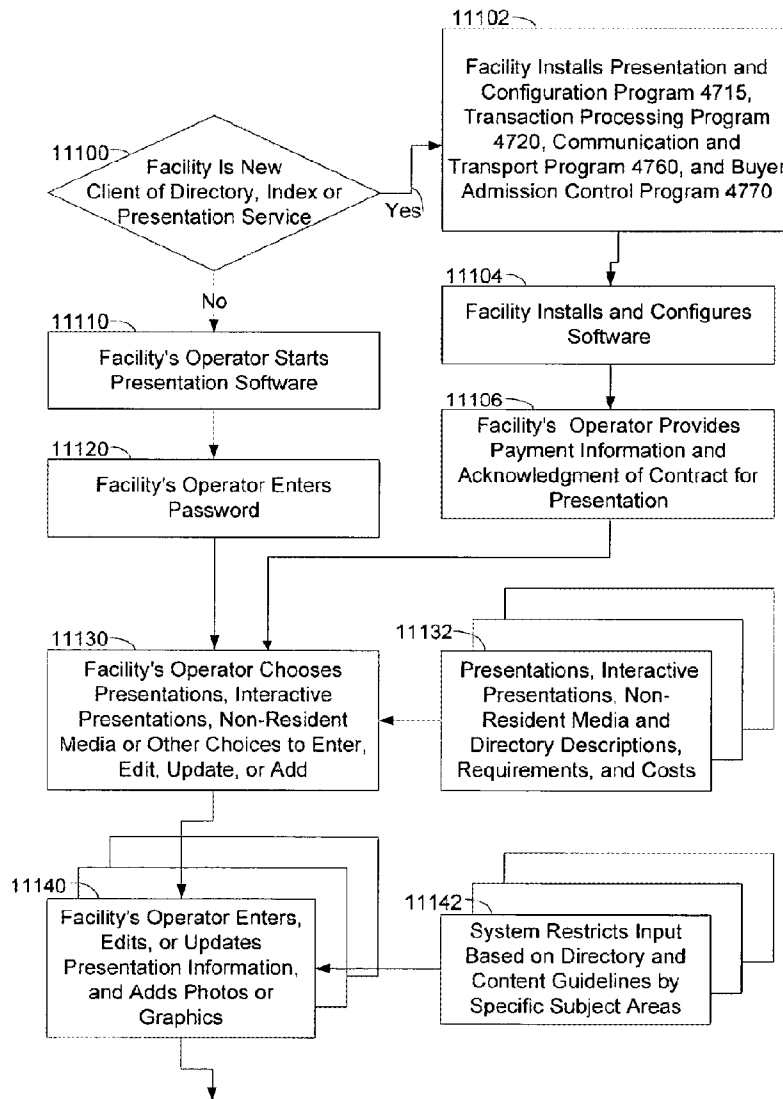 11102
Facility Installs Presentation and
Configuration Program 4715,
Transaction Processing Program
4720, Communication and
Transport Program 4760, and Buyer
Admission Control Program 4770
11100
Facility Is New
Client of Directory, Index or
Presentation Service
Yes
No
11104
Facility Installs and Configures
Software
11110
Facility's Operator Starts
Presentation Software
11106
Facility's Operator Provides
Payment Information and
Acknowledgment of Contract for
Presentation
11120
Facility's Operator Enters
Password
11130
Facility's Operator Chooses
Presentations, Interactive
Presentations, Non-Resident
Media or Other Choices to Enter,
Edit, Update, or Add
11132
Presentations, Interactive
Presentations, Non-
Resident Media and
Directory Descriptions,
Requirements, and Costs
11140
Facility's Operator Enters,
Edits, or Updates
Presentation Information,
and Adds Photos or
Graphics
11142
System Restricts Input
Based on Directory and
Content Guidelines by
Specific Subject Areas